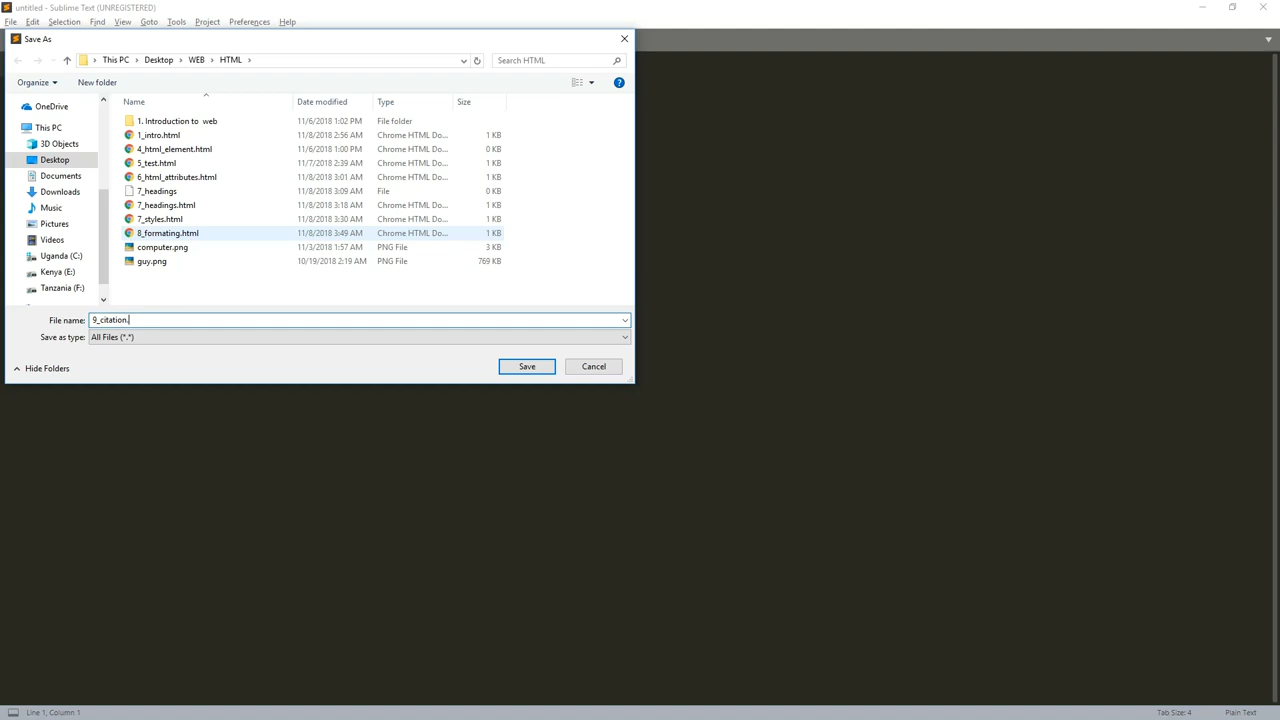 untitled - Sublime Text (UNREGISTERED)
File Edit Selection Find View Goto Tools Project Preferences Help
Save As
This PC Desktop WEB HTML
Search HTML
Organize New folder
Name Date modified Type Size
OneDrive
This PC
3D Objects
Desktop
Documents
Downloads
Music
Pictures
Videos
Uganda (C:)
Kenya (E:)
Tanzania (F:)
1. Introduction to web 11/6/2018 1:02 PM File folder
1_intro.html 11/8/2018 2:56 AM Chrome HTML Do... 1 KB
4_html_element.html 11/6/2018 1:00 PM Chrome HTML Do... 0 KB
5_test.html 11/7/2018 2:39 AM Chrome HTML Do... 1 KB
6_html_attributes.html 11/8/2018 3:01 AM Chrome HTML Do... 1 KB
7_headings 11/8/2018 3:09 AM File 0 KB
7_headings.html 11/8/2018 3:18 AM Chrome HTML Do... 1 KB
7_styles.html 11/8/2018 3:30 AM Chrome HTML Do... 1 KB
8_formating.html 11/8/2018 3:49 AM Chrome HTML Do... 1 KB
computer.png 11/3/2018 1:57 AM PNG File 3 KB
guy.png 10/19/2018 2:19 AM PNG File 769 KB
File name: 9_citation.
Save as type: All Files (*.*)
Hide Folders Save Cancel
Line 1, Column 1 Tab Size: 4 Plain Text